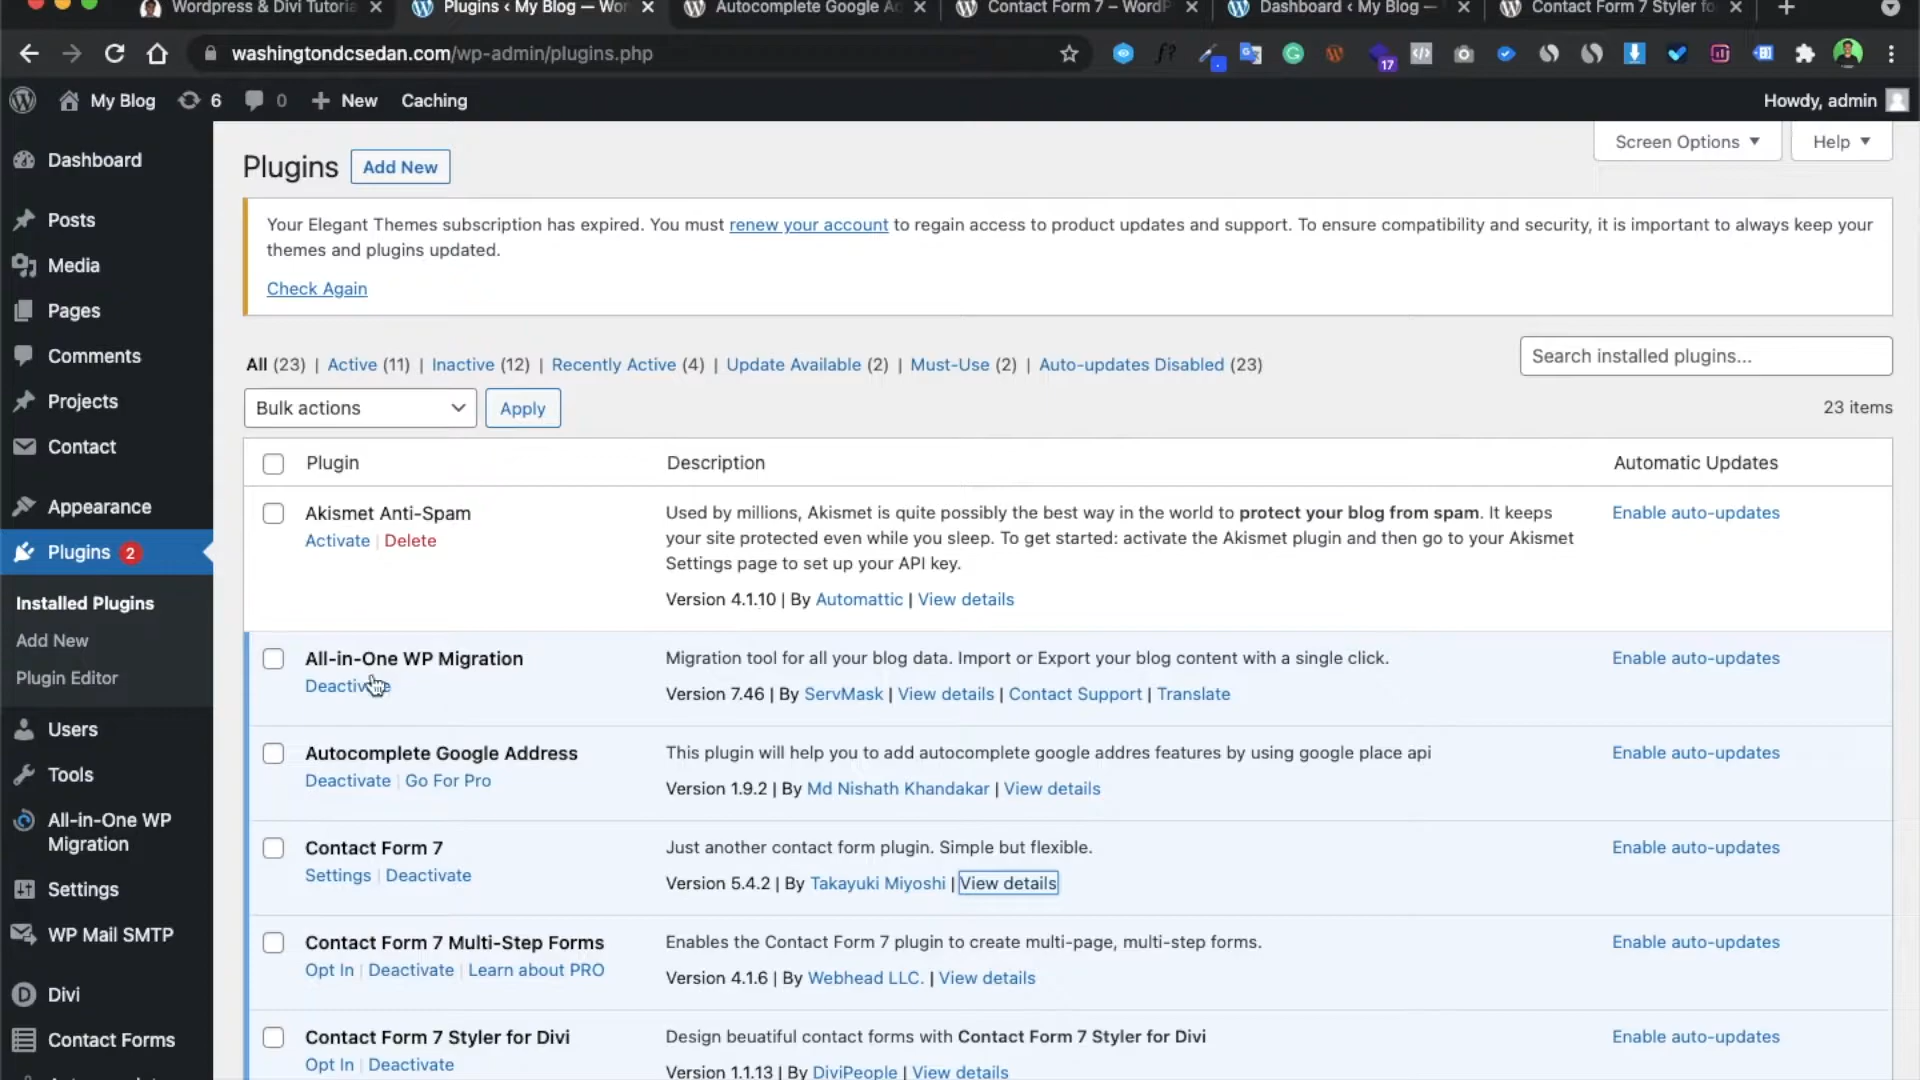 Wordpress & Divi Tutoria
Plugins ‹ My Blog — Wor
Autocomplete Google A
Contact Form 7 – WordP
Dashboard ‹ My Blog —
Contact Form 7 Styler fo
washingtondcsedan.com/wp-admin/plugins.php
17
My Blog
6
0
New
Caching
Howdy, admin
Dashboard
Posts
Media
Pages
Comments
Projects
Contact
Appearance
Plugins 2
Installed Plugins
Add New
Plugin Editor
Users
Tools
All-in-One WP
Migration
Settings
WP Mail SMTP
Divi
Contact Forms
Screen Options
Help
Plugins
Add New
Your Elegant Themes subscription has expired. You must renew your account to regain access to product updates and support. To ensure compatibility and security, it is important to always keep your
themes and plugins updated.
Check Again
All (23) | Active (11) | Inactive (12) | Recently Active (4) | Update Available (2) | Must-Use (2) | Auto-updates Disabled (23)
Search installed plugins...
Bulk actions
Apply
23 items
Plugin
Description
Automatic Updates
Akismet Anti-Spam
Activate | Delete
Used by millions, Akismet is quite possibly the best way in the world to protect your blog from spam. It keeps
your site protected even while you sleep. To get started: activate the Akismet plugin and then go to your Akismet
Settings page to set up your API key.
Version 4.1.10 | By Automattic | View details
Enable auto-updates
All-in-One WP Migration
Deactivate
Migration tool for all your blog data. Import or Export your blog content with a single click.
Version 7.46 | By ServMask | View details | Contact Support | Translate
Enable auto-updates
Autocomplete Google Address
Deactivate | Go For Pro
This plugin will help you to add autocomplete google addres features by using google place api
Version 1.9.2 | By Md Nishath Khandakar | View details
Enable auto-updates
Contact Form 7
Settings | Deactivate
Just another contact form plugin. Simple but flexible.
Version 5.4.2 | By Takayuki Miyoshi | View details
Enable auto-updates
Contact Form 7 Multi-Step Forms
Opt In | Deactivate | Learn about PRO
Enables the Contact Form 7 plugin to create multi-page, multi-step forms.
Version 4.1.6 | By Webhead LLC. | View details
Enable auto-updates
Contact Form 7 Styler for Divi
Opt In | Deactivate
Design beuatiful contact forms with Contact Form 7 Styler for Divi
Version 1.1.13 | By DiviPeople | View details
Enable auto-updates